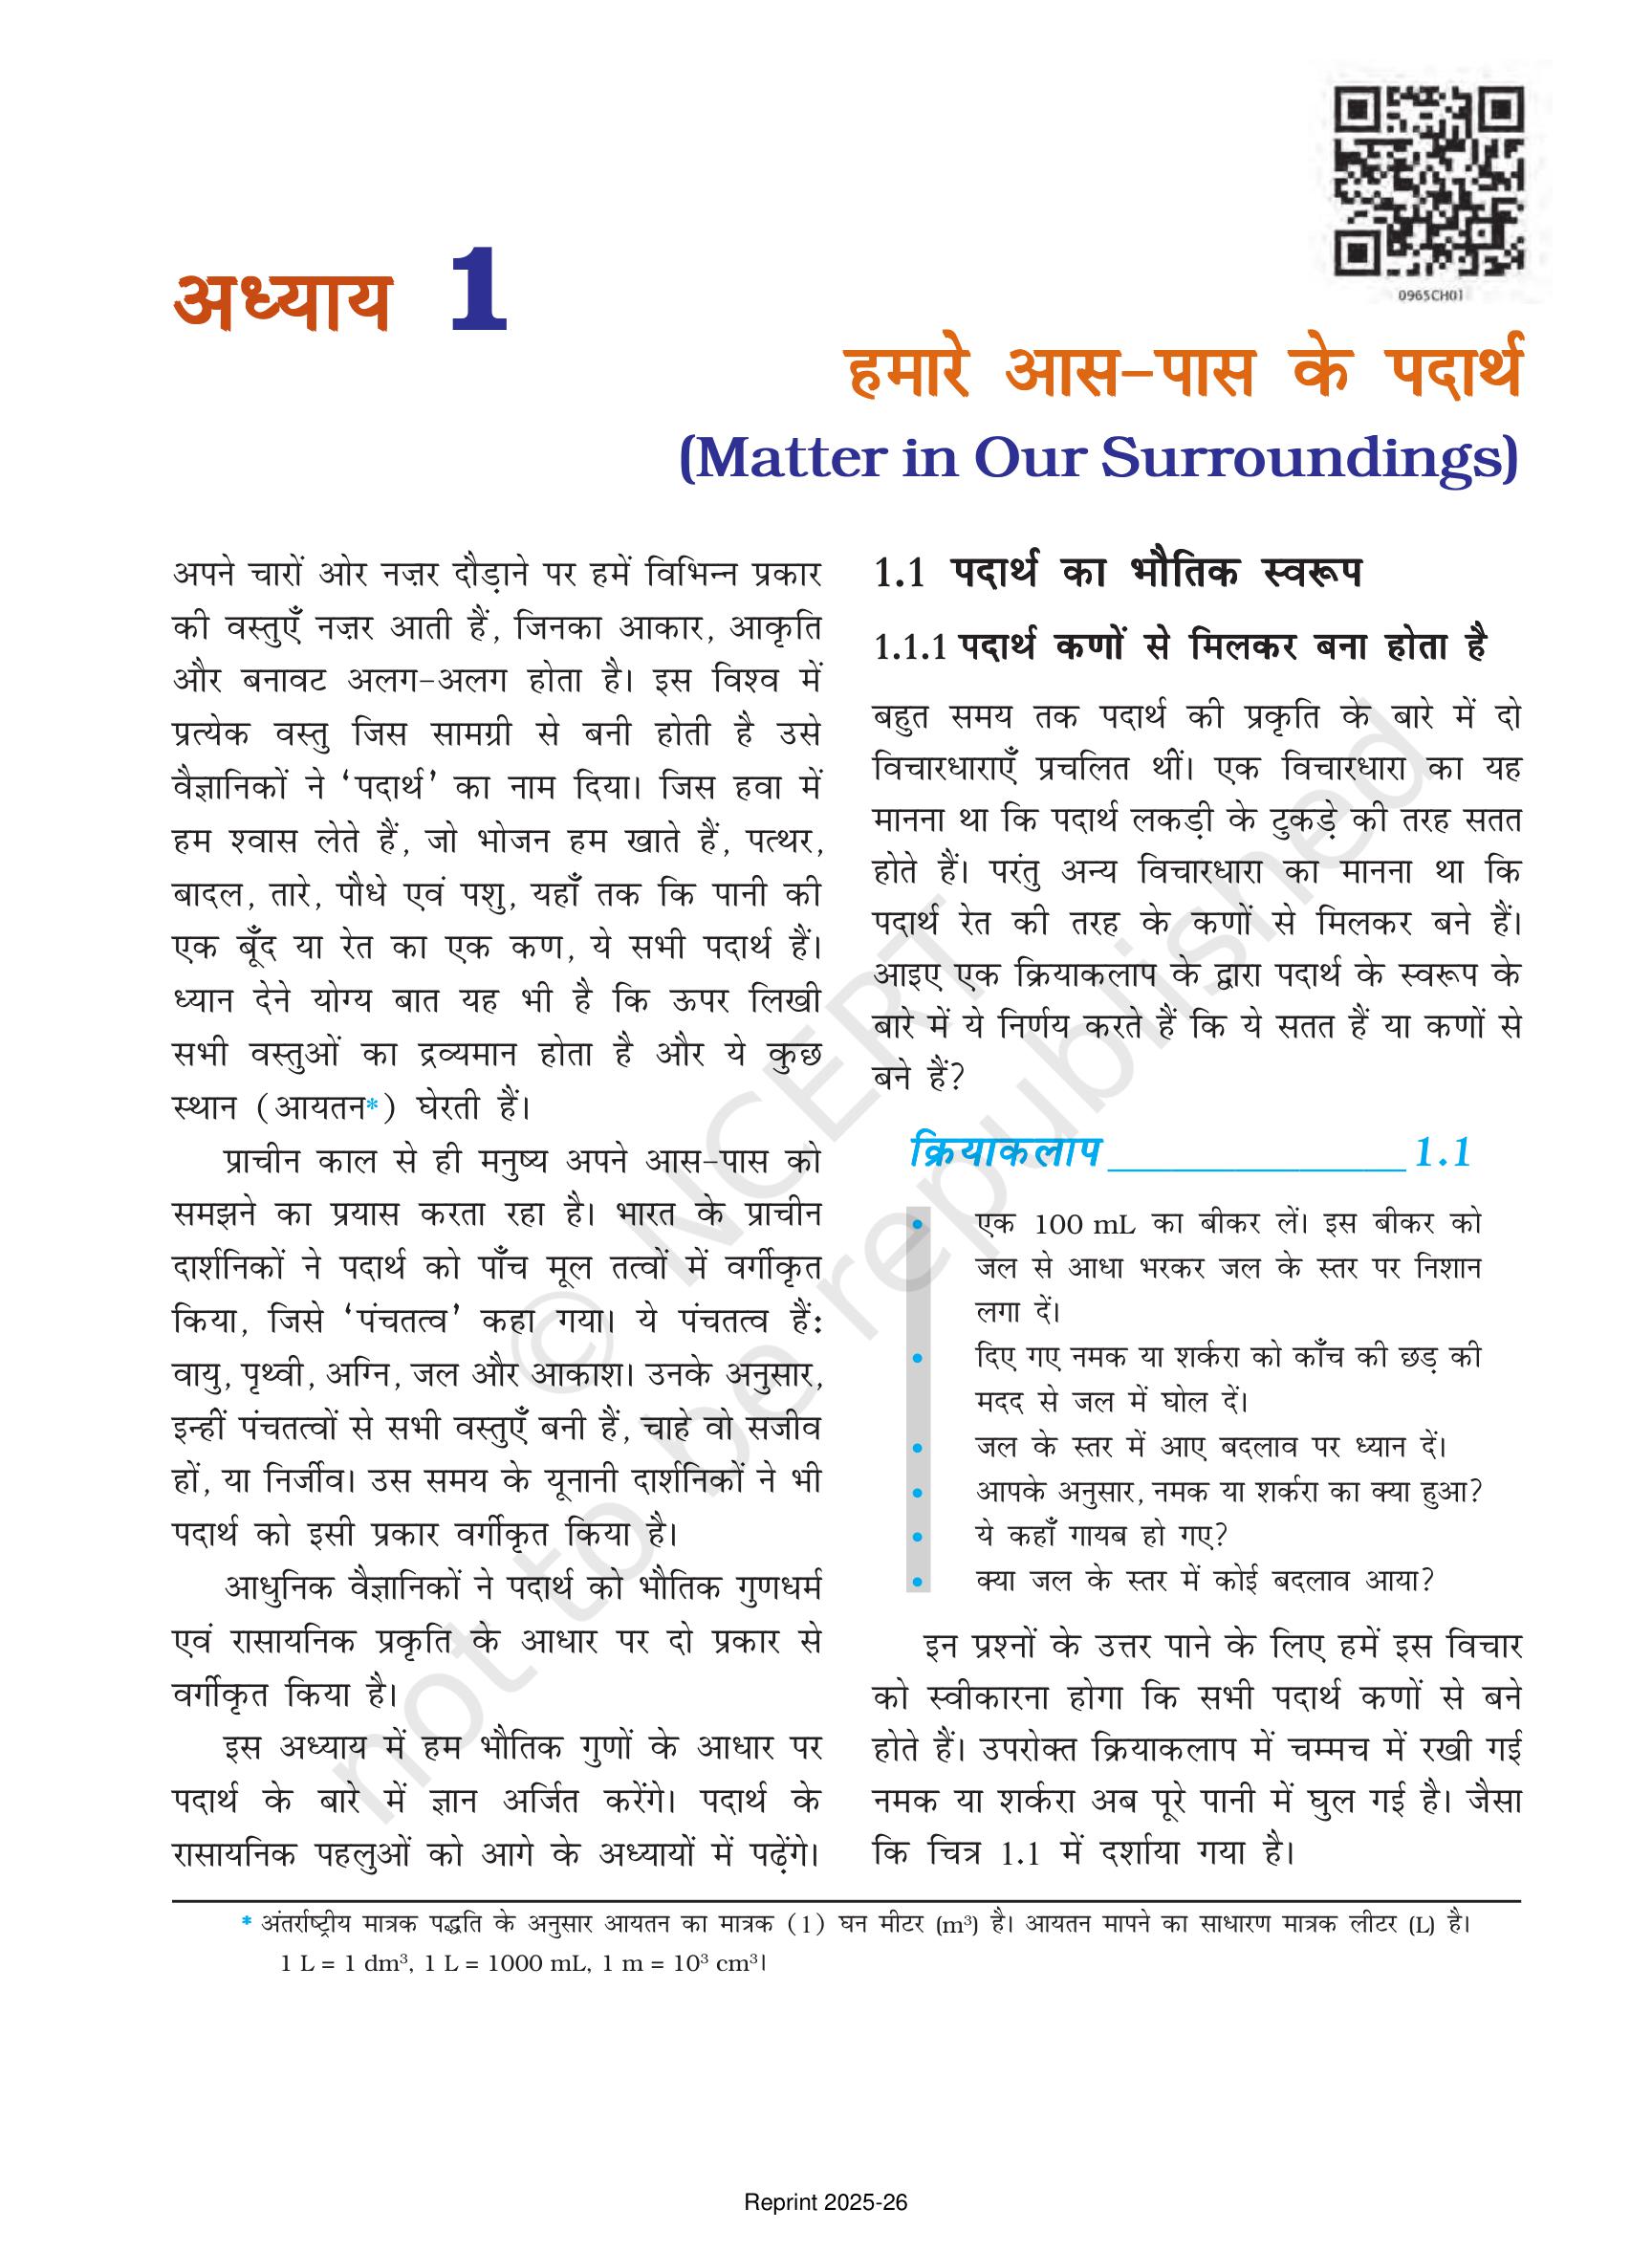 0965CH01
अध्याय 1
हमारे आस-पास के पदार्थ
(Matter in Our Surroundings)
अपने चारों ओर नज़र दौड़ाने पर हमें विभिन्न प्रकार
की वस्तुएँ नज़र आती हैं, जिनका आकार, आकृति
और बनावट अलग-अलग होता है। इस विश्व में
प्रत्येक वस्तु जिस सामग्री से बनी होती है उसे
वैज्ञानिकों ने ‘पदार्थ’ का नाम दिया। जिस हवा में
हम श्वास लेते हैं, जो भोजन हम खाते हैं, पत्थर,
बादल, तारे, पौधे एवं पशु, यहाँ तक कि पानी की
एक बूँद या रेत का एक कण, ये सभी पदार्थ हैं।
ध्यान देने योग्य बात यह भी है कि ऊपर लिखी
सभी वस्तुओं का द्रव्यमान होता है और ये कुछ
स्थान (आयतन*) घेरती हैं।
प्राचीन काल से ही मनुष्य अपने आस-पास को
समझने का प्रयास करता रहा है। भारत के प्राचीन
दार्शनिकों ने पदार्थ को पाँच मूल तत्वों में वर्गीकृत
किया, जिसे ‘पंचतत्व’ कहा गया। ये पंचतत्व हैं:
वायु, पृथ्वी, अग्नि, जल और आकाश। उनके अनुसार,
इन्हीं पंचतत्वों से सभी वस्तुएँ बनी हैं, चाहे वो सजीव
हों, या निर्जीव। उस समय के यूनानी दार्शनिकों ने भी
पदार्थ को इसी प्रकार वर्गीकृत किया है।
आधुनिक वैज्ञानिकों ने पदार्थ को भौतिक गुणधर्म
एवं रासायनिक प्रकृति के आधार पर दो प्रकार से
वर्गीकृत किया है।
इस अध्याय में हम भौतिक गुणों के आधार पर
पदार्थ के बारे में ज्ञान अर्जित करेंगे। पदार्थ के
रासायनिक पहलुओं को आगे के अध्यायों में पढ़ेंगे।
1.1 पदार्थ का भौतिक स्वरूप
1.1.1 पदार्थ कणों से मिलकर बना होता है
बहुत समय तक पदार्थ की प्रकृति के बारे में दो
विचारधाराएँ प्रचलित थीं। एक विचारधारा का यह
मानना था कि पदार्थ लकड़ी के टुकड़े की तरह सतत
होते हैं। परंतु अन्य विचारधारा का मानना था कि
पदार्थ रेत की तरह के कणों से मिलकर बने हैं।
आइए एक क्रियाकलाप के द्वारा पदार्थ के स्वरूप के
बारे में ये निर्णय करते हैं कि ये सतत हैं या कणों से
बने हैं?
क्रियाकलाप ______________ 1.1
• एक 100 mL का बीकर लें। इस बीकर को
जल से आधा भरकर जल के स्तर पर निशान
लगा दें।
• दिए गए नमक या शर्करा को काँच की छड़ की
मदद से जल में घोल दें।
• जल के स्तर में आए बदलाव पर ध्यान दें।
• आपके अनुसार, नमक या शर्करा का क्या हुआ?
• ये कहाँ गायब हो गए?
• क्या जल के स्तर में कोई बदलाव आया?
इन प्रश्नों के उत्तर पाने के लिए हमें इस विचार
को स्वीकारना होगा कि सभी पदार्थ कणों से बने
होते हैं। उपरोक्त क्रियाकलाप में चम्मच में रखी गई
नमक या शर्करा अब पूरे पानी में घुल गई है। जैसा
कि चित्र 1.1 में दर्शाया गया है।
* अंतर्राष्ट्रीय मात्रक पद्धति के अनुसार आयतन का मात्रक (1) घन मीटर (m³) है। आयतन मापने का साधारण मात्रक लीटर (L) है।
1 L = 1 dm³, 1 L = 1000 mL, 1 m = 10³ cm³।
© NCERT
not to be republished
Reprint 2025-26